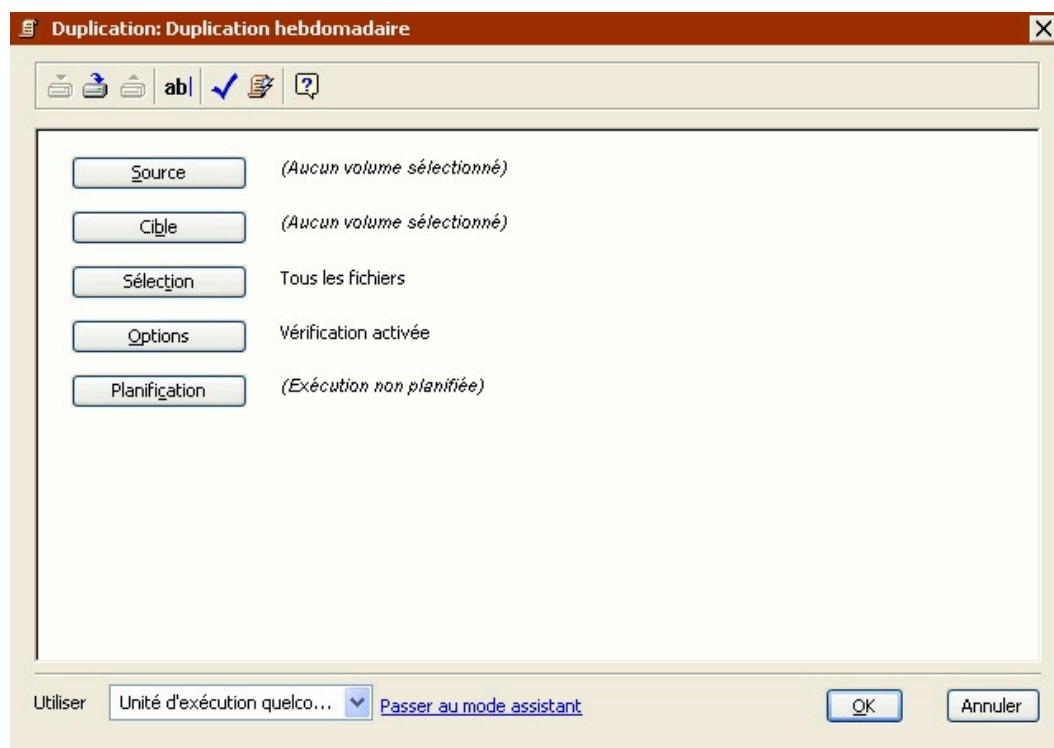 Duplication: Duplication hebdomadaire
ab
Source (Aucun volume sélectionné)
Cible (Aucun volume sélectionné)
Sélection Tous les fichiers
Options Vérification activée
Planification (Exécution non planifiée)
Utiliser Unité d'exécution quelco... Passer au mode assistant OK Annuler